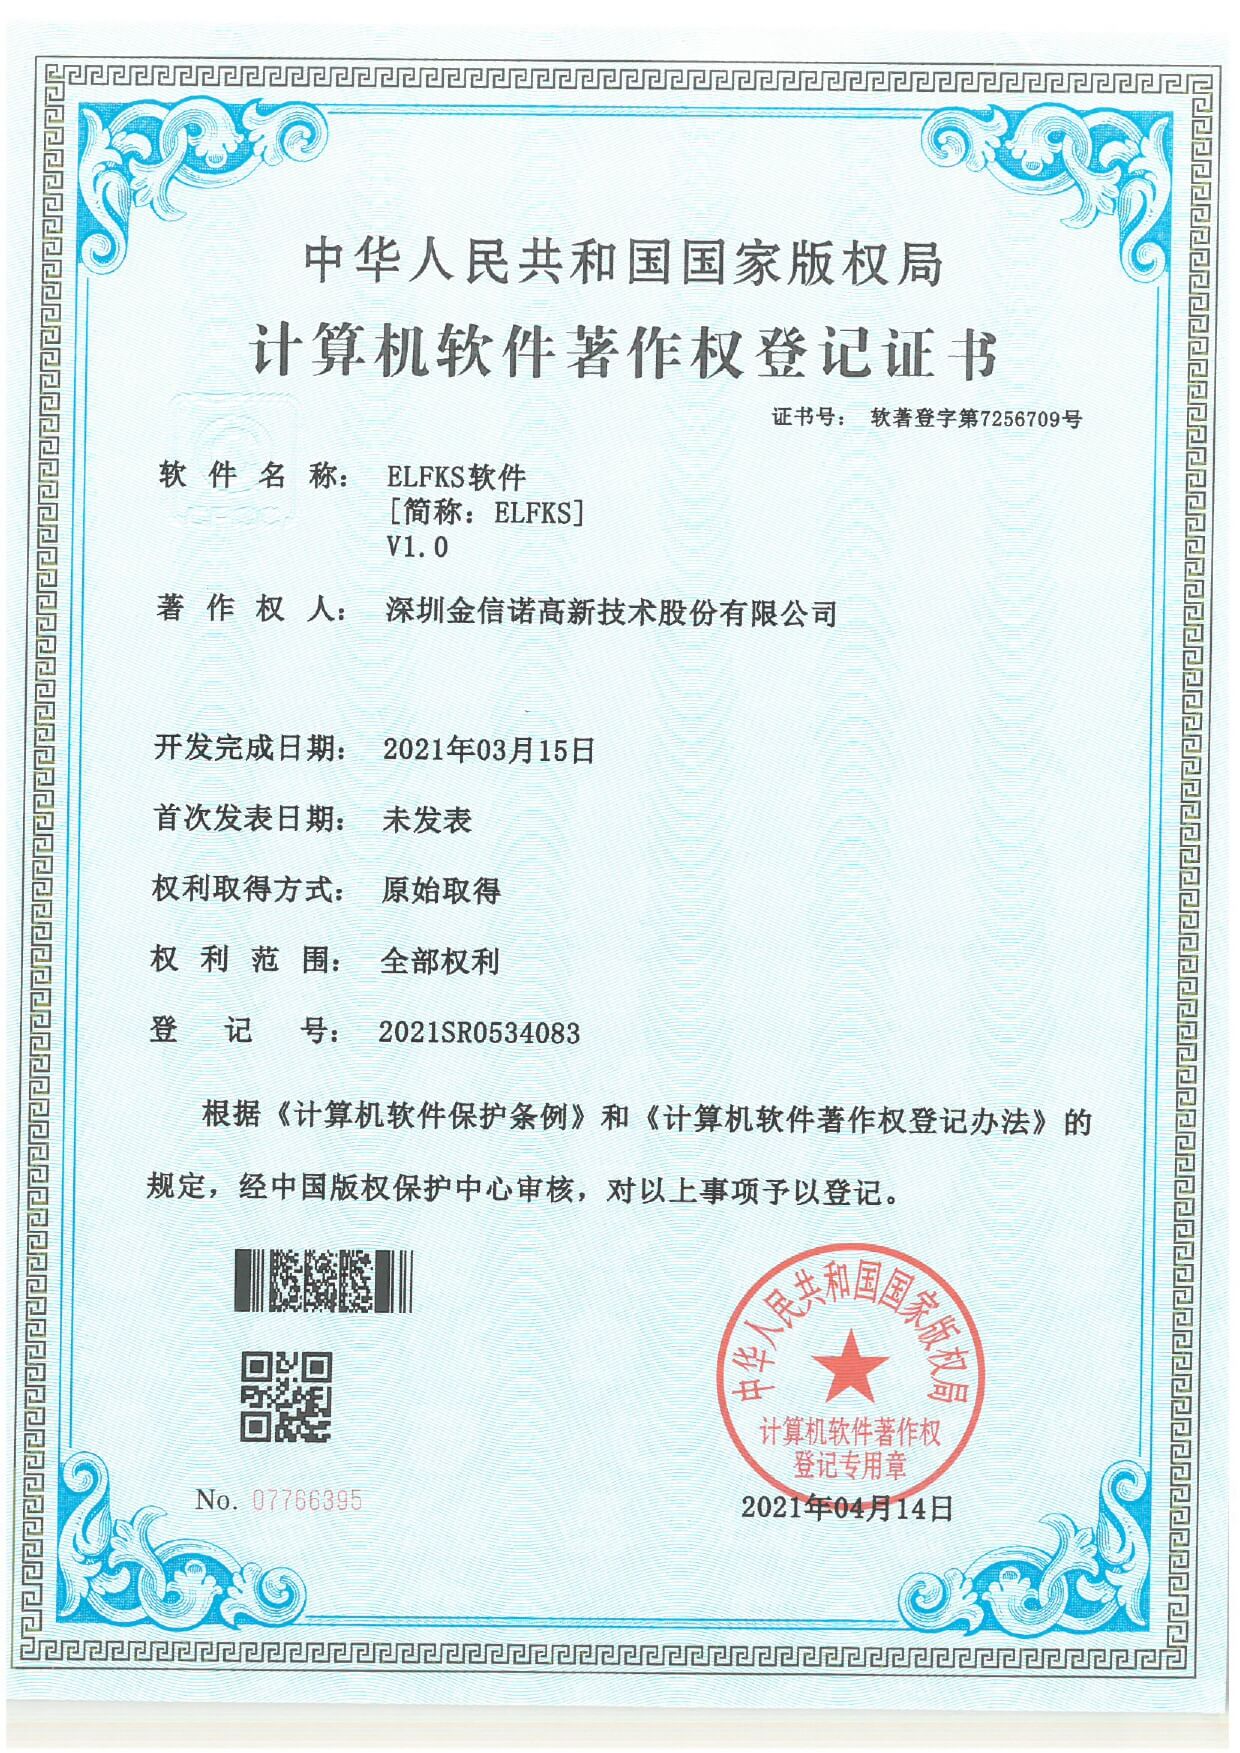 中华人民共和国国家版权局
计算机软件著作权登记证书
证书号： 软著登字第7256709号
软件名称： ELFKS软件
[简称：ELFKS]
V1.0
著作权人： 深圳金信诺高新技术股份有限公司
开发完成日期： 2021年03月15日
首次发表日期： 未发表
权利取得方式： 原始取得
权利范围： 全部权利
登记号： 2021SR0534083
根据《计算机软件保护条例》和《计算机软件著作权登记办法》的
规定，经中国版权保护中心审核，对以上事项予以登记。
中华人民共和国国家版权局
计算机软件著作权
登记专用章
No. 07766395
2021年04月14日